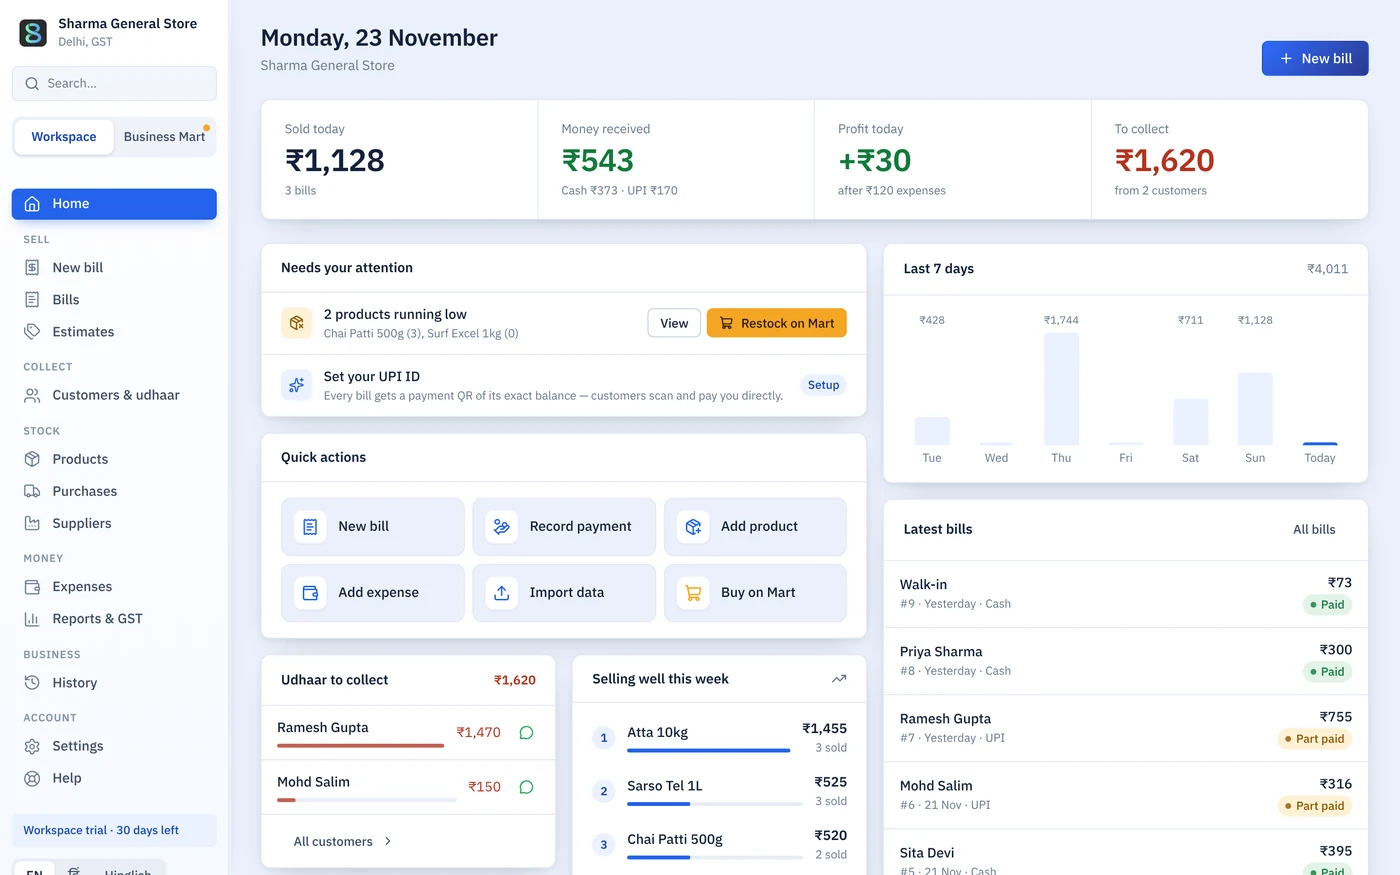 Sharma General Store
Delhi, GST
Search...
Workspace
Business Mart
Home
SELL
New bill
Bills
Estimates
COLLECT
Customers & udhaar
STOCK
Products
Purchases
Suppliers
MONEY
Expenses
Reports & GST
BUSINESS
History
ACCOUNT
Settings
Help
Workspace trial · 30 days left
EN
Hinglish
Monday, 23 November
Sharma General Store
+ New bill
Sold today
₹1,128
3 bills
Money received
₹543
Cash ₹373 · UPI ₹170
Profit today
+₹30
after ₹120 expenses
To collect
₹1,620
from 2 customers
Needs your attention
2 products running low
Chai Patti 500g (3), Surf Excel 1kg (0)
View
Restock on Mart
Set your UPI ID
Every bill gets a payment QR of its exact balance — customers scan and pay you directly.
Setup
Quick actions
New bill
Record payment
Add product
Add expense
Import data
Buy on Mart
Udhaar to collect
₹1,620
Ramesh Gupta
₹1,470
Mohd Salim
₹150
All customers
Selling well this week
1
Atta 10kg
₹1,455
3 sold
2
Sarso Tel 1L
₹525
3 sold
3
Chai Patti 500g
₹520
2 sold
Last 7 days
₹4,011
₹428
₹1,744
₹711
₹1,128
Tue
Wed
Thu
Fri
Sat
Sun
Today
Latest bills
All bills
Walk-in
₹73
#9 · Yesterday · Cash
Paid
Priya Sharma
₹300
#8 · Yesterday · Cash
Paid
Ramesh Gupta
₹755
#7 · Yesterday · UPI
Part paid
Mohd Salim
₹316
#6 · 21 Nov · UPI
Part paid
Sita Devi
₹395
#5 · 21 Nov · Cash
Paid